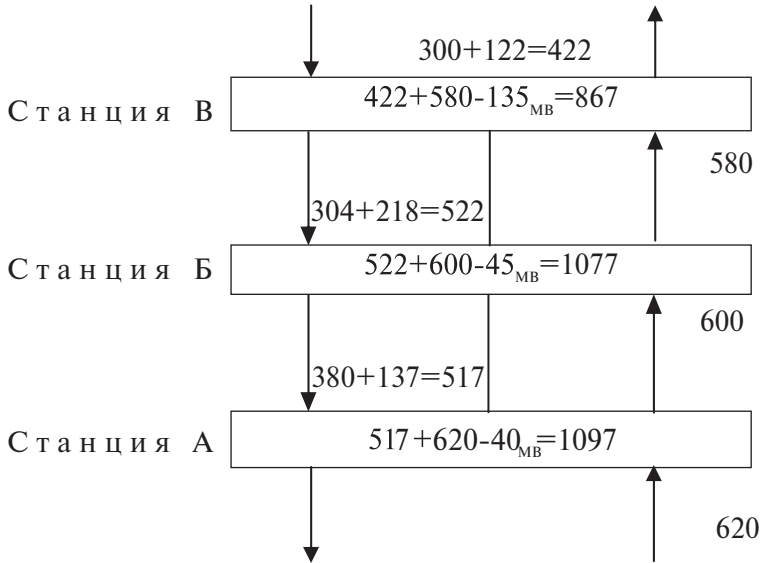 300+122=422
Станция В
422+580-135мв=867
580
304+218=522
Станция Б
522+600-45мв=1077
600
380+137=517
Станция А
517+620-40мв=1097
620